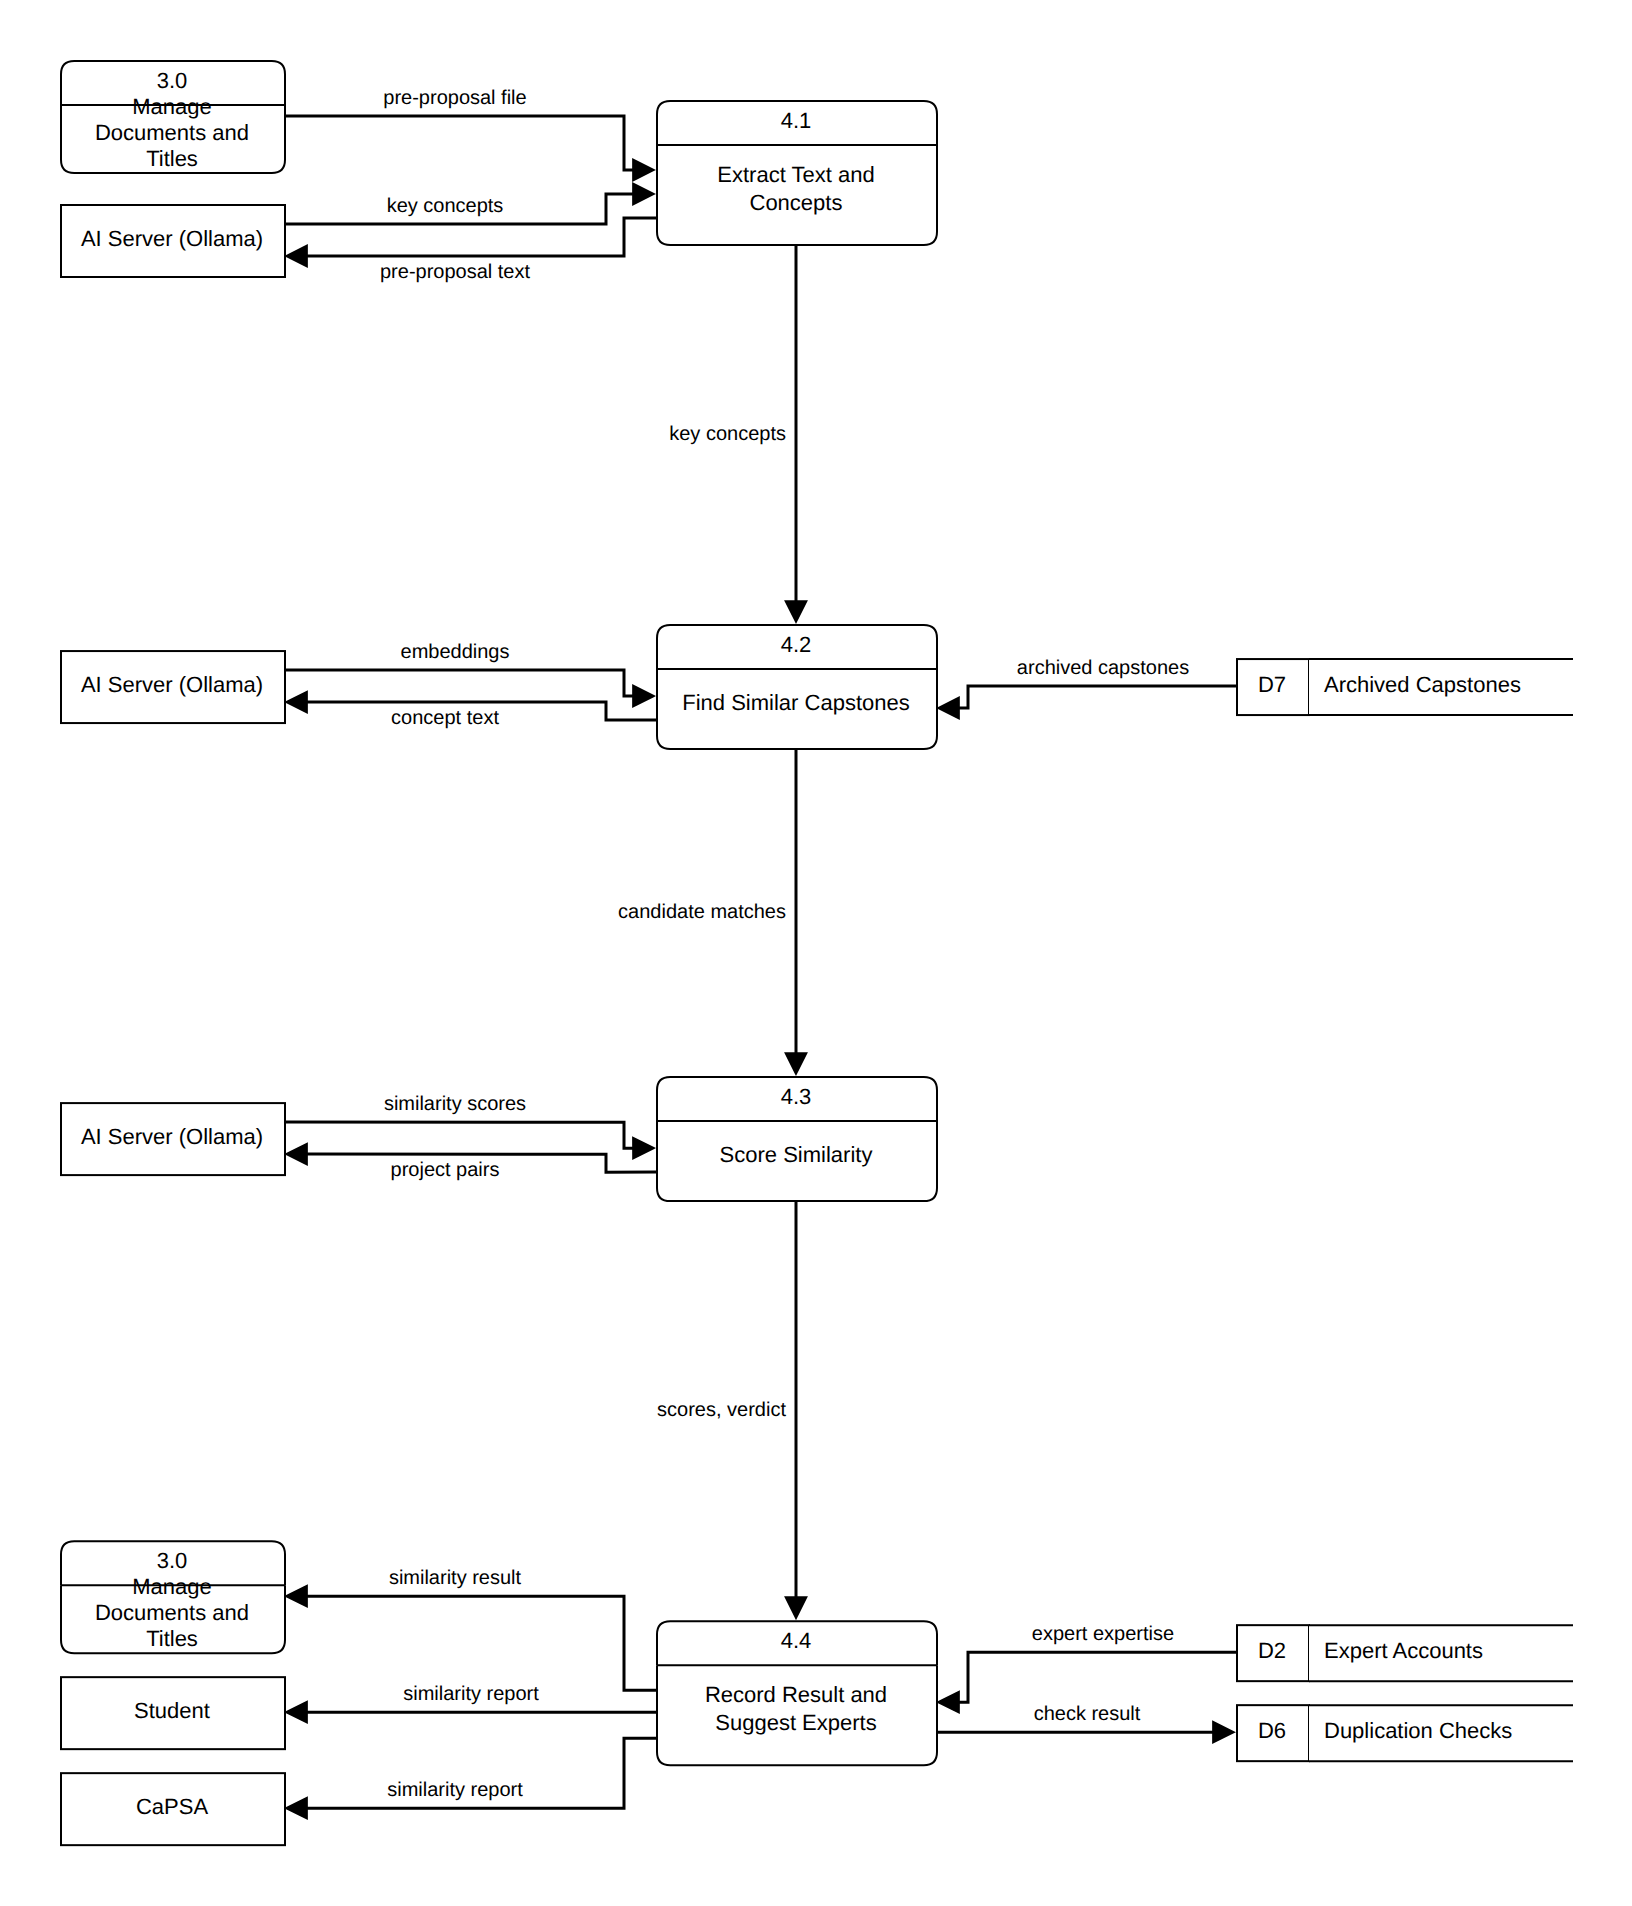 3.0
Manage
Documents and
Titles
pre-proposal file
4.1
Extract Text and
Concepts
key concepts
AI Server (Ollama)
pre-proposal text
key concepts
embeddings
4.2
AI Server (Ollama)
Find Similar Capstones
concept text
archived capstones
D7
Archived Capstones
candidate matches
similarity scores
4.3
AI Server (Ollama)
Score Similarity
project pairs
scores, verdict
3.0
Manage
Documents and
Titles
similarity result
4.4
Record Result and
Suggest Experts
expert expertise
D2
Expert Accounts
Student
similarity report
check result
D6
Duplication Checks
CaPSA
similarity report